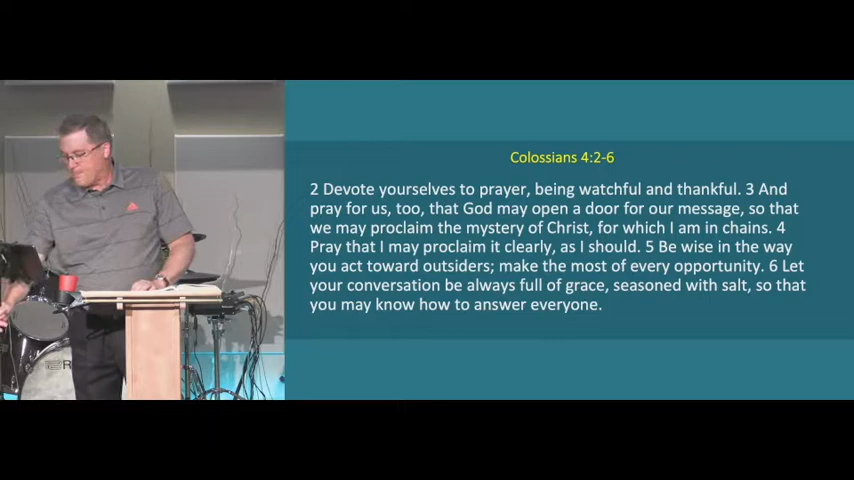 Colossians 4:2-6
2 Devote yourselves to prayer, being watchful and thankful. 3 And
pray for us, too, that God may open a door for our message, so that
we may proclaim the mystery of Christ, for which I am in chains. 4
Pray that I may proclaim it clearly, as I should. 5 Be wise in the way
you act toward outsiders; make the most of every opportunity. 6 Let
your conversation be always full of grace, seasoned with salt, so that
you may know how to answer everyone.